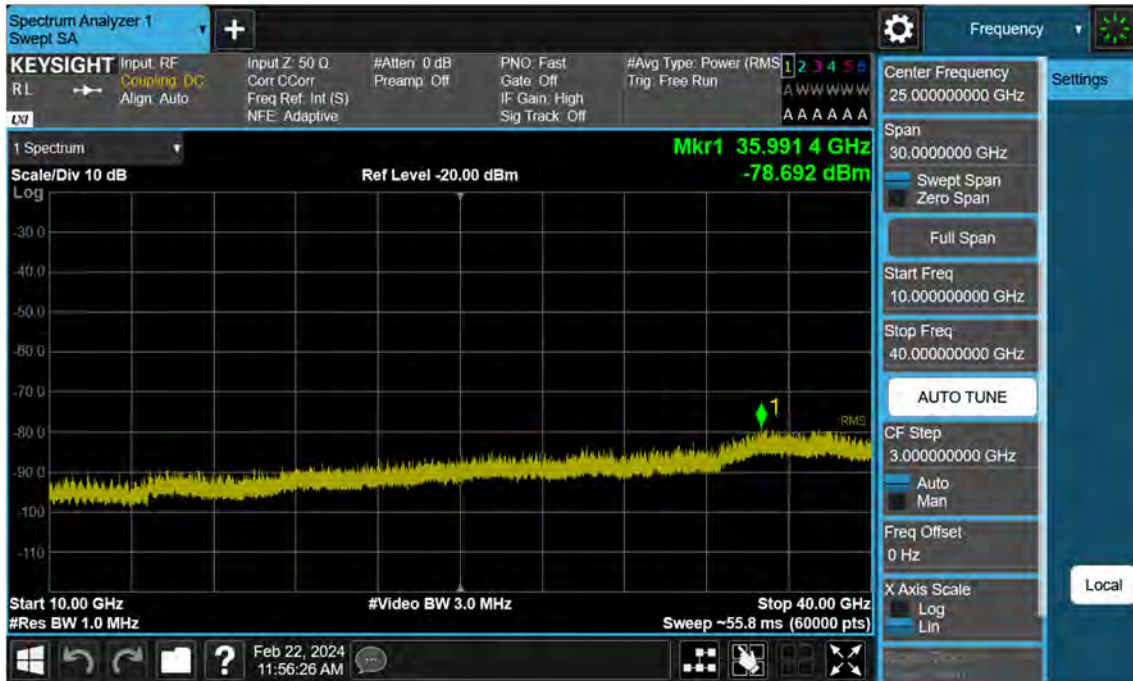 Spectrum Analyzer 1
Swept SA
Frequency
KEYSIGHT
RL
LXI
Input: RF
Coupling: DC
Align: Auto
Input Z: 50 Ω
Corr CCorr
Freq Ref: Int (S)
NFE: Adaptive
#Atten: 0 dB
Preamp: Off
PNO: Fast
Gate: Off
IF Gain: High
Sig Track: Off
#Avg Type: Power (RMS
Trig: Free Run
1 2 3 4 5 6
A W W W W W
A A A A A A
Center Frequency
25.000000000 GHz
Settings
1 Spectrum
Mkr1 35.991 4 GHz
Scale/Div 10 dB
Ref Level -20.00 dBm
-78.692 dBm
Log
-30.0
-40.0
-50.0
-60.0
-70.0
-80.0
-90.0
-100
-110
1
RMS
Span
30.0000000 GHz
Swept Span
Zero Span
Full Span
Start Freq
10.000000000 GHz
Stop Freq
40.000000000 GHz
AUTO TUNE
CF Step
3.000000000 GHz
Auto
Man
Freq Offset
0 Hz
X Axis Scale
Log
Lin
Local
Start 10.00 GHz
#Video BW 3.0 MHz
Stop 40.00 GHz
#Res BW 1.0 MHz
Sweep ~55.8 ms (60000 pts)
?
Feb 22, 2024
11:56:26 AM